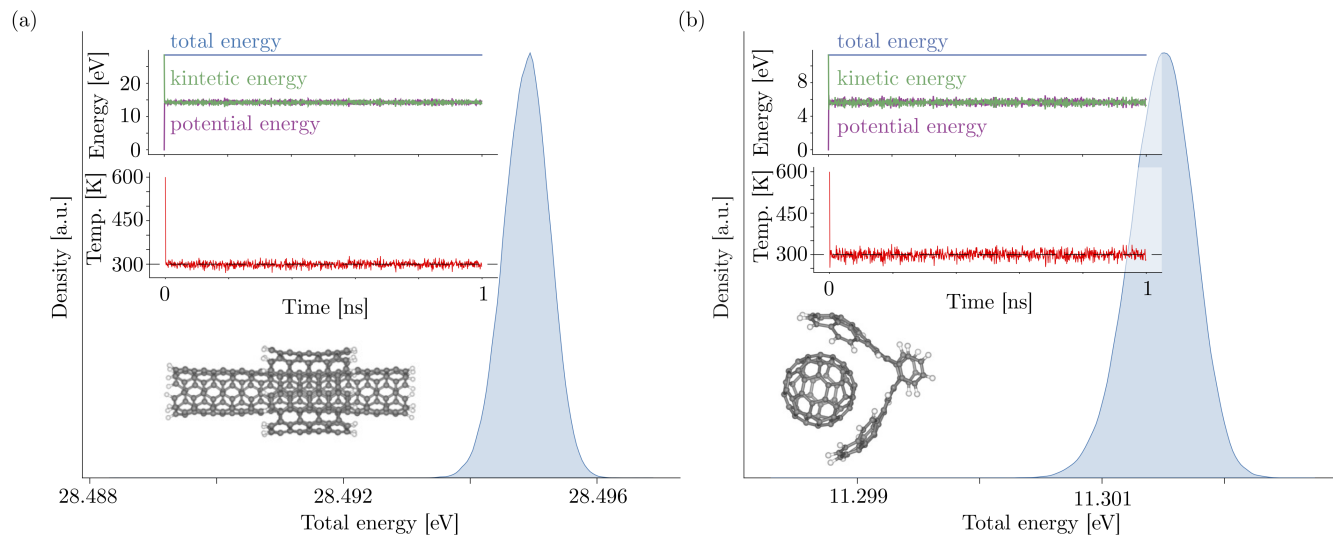 (a)
total energy
kintetic energy
potential energy
Energy [eV]
20
10
0
Temp. [K]
600
450
300
0
1
Time [ns]
Density [a.u.]
28.488
28.492
28.496
Total energy [eV]
(b)
total energy
kinetic energy
potential energy
Energy [eV]
8
4
0
Temp. [K]
600
450
300
0
1
Time [ns]
Density [a.u.]
11.299
11.301
Total energy [eV]